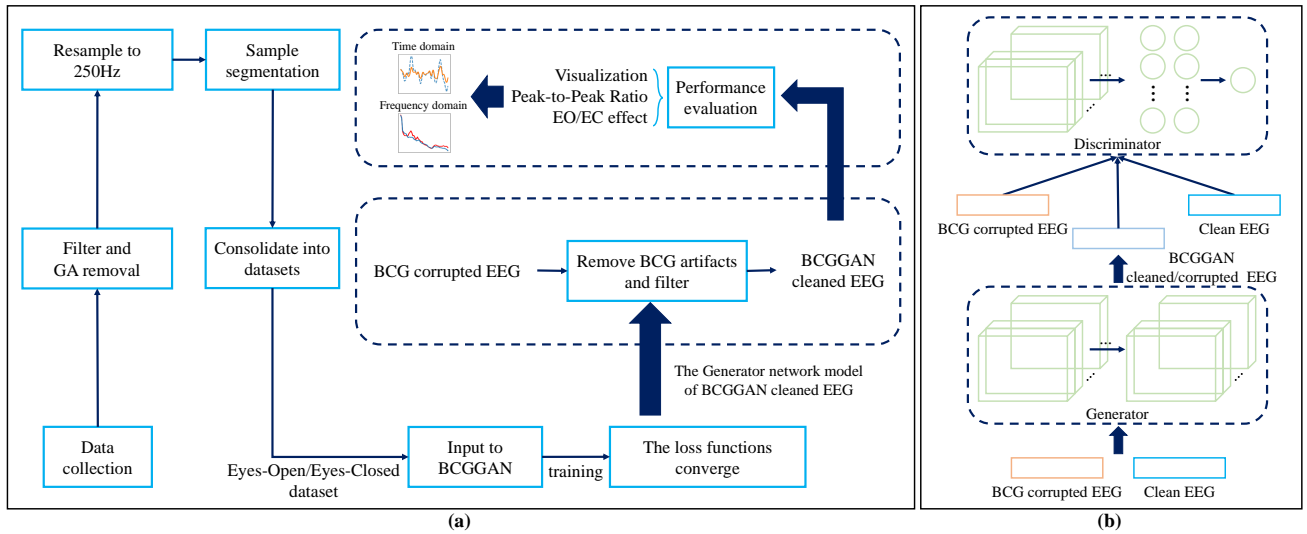 Resample to
250Hz
Sample
segmentation
Time domain
Frequency domain
Visualization
Peak-to-Peak Ratio
EO/EC effect
Performance
evaluation
Filter and
GA removal
Consolidate into
datasets
BCG corrupted EEG
Remove BCG artifacts
and filter
BCGGAN
cleaned EEG
The Generator network model
of BCGGAN cleaned EEG
Data
collection
Eyes-Open/Eyes-Closed
dataset
Input to
BCGGAN
training
The loss functions
converge
(a)
...
...
Discriminator
BCG corrupted EEG
Clean EEG
BCGGAN
cleaned/corrupted EEG
...
...
...
Generator
BCG corrupted EEG
Clean EEG
(b)